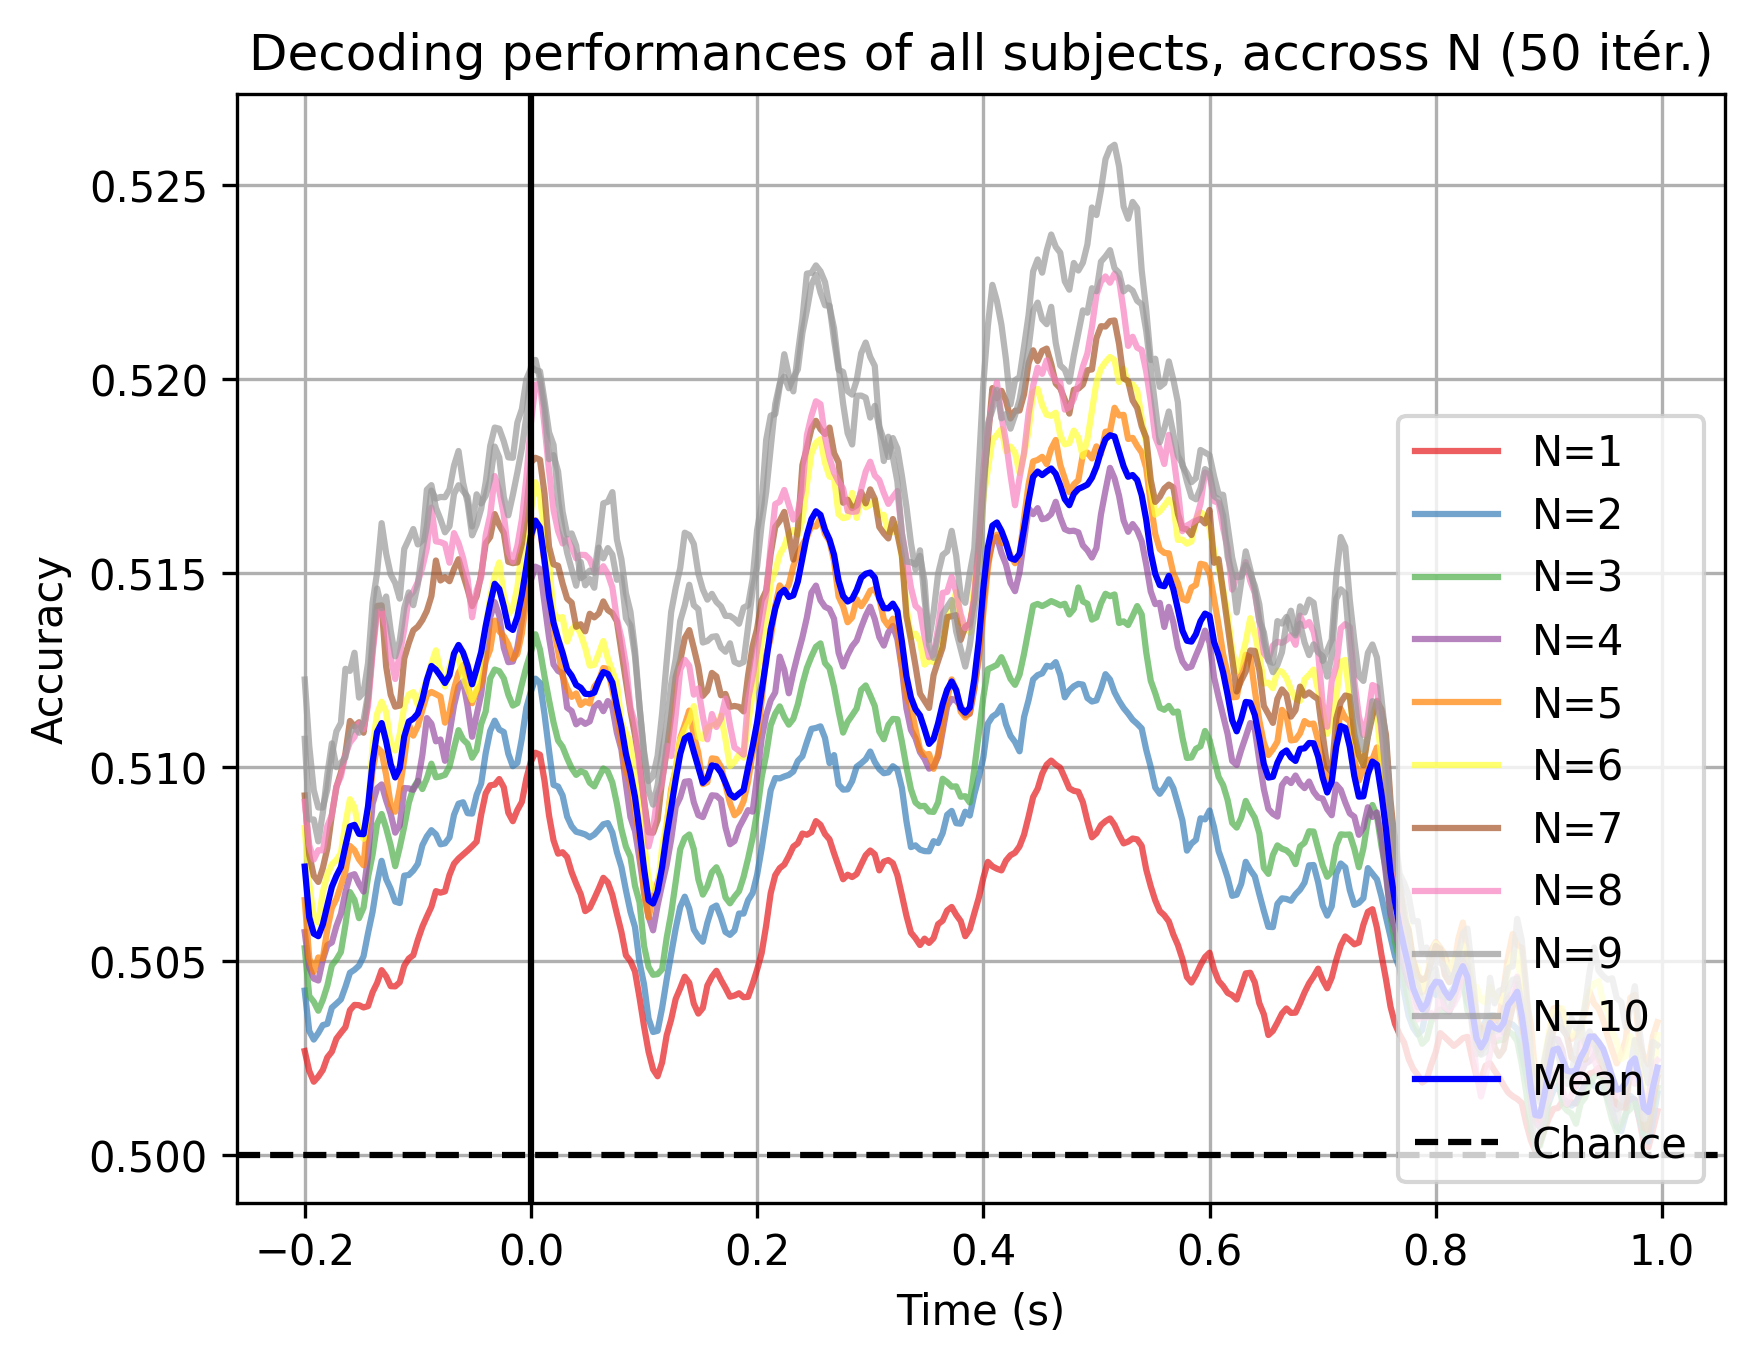 Decoding performances of all subjects, accross N (50 itér.)
Accuracy
0.525
0.520
0.515
0.510
0.505
0.500
N=1
N=2
N=3
N=4
N=5
N=6
N=7
N=8
N=9
N=10
Mean
Chance
−0.2 0.0 0.2 0.4 0.6 0.8 1.0
Time (s)